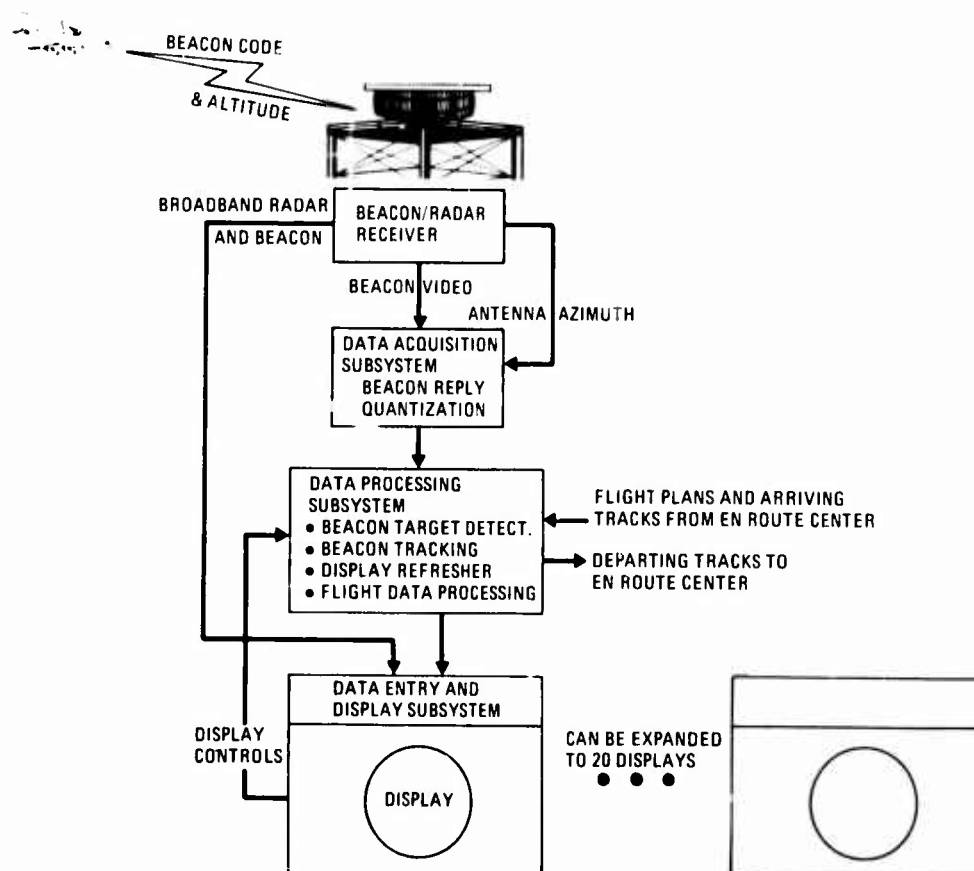 BEACON CODE
& ALTITUDE
BROADBAND RADAR
AND BEACON
BEACON/RADAR
RECEIVER
BEACON VIDEO
ANTENNA AZIMUTH
DATA ACQUISITION
SUBSYSTEM
BEACON REPLY
QUANTIZATION
DATA PROCESSING
SUBSYSTEM
• BEACON TARGET DETECT.
• BEACON TRACKING
• DISPLAY REFRESHER
• FLIGHT DATA PROCESSING
FLIGHT PLANS AND ARRIVING
TRACKS FROM EN ROUTE CENTER
DEPARTING TRACKS TO
EN ROUTE CENTER
DATA ENTRY AND
DISPLAY SUBSYSTEM
DISPLAY
CONTROLS
DISPLAY
CAN BE EXPANDED
TO 20 DISPLAYS